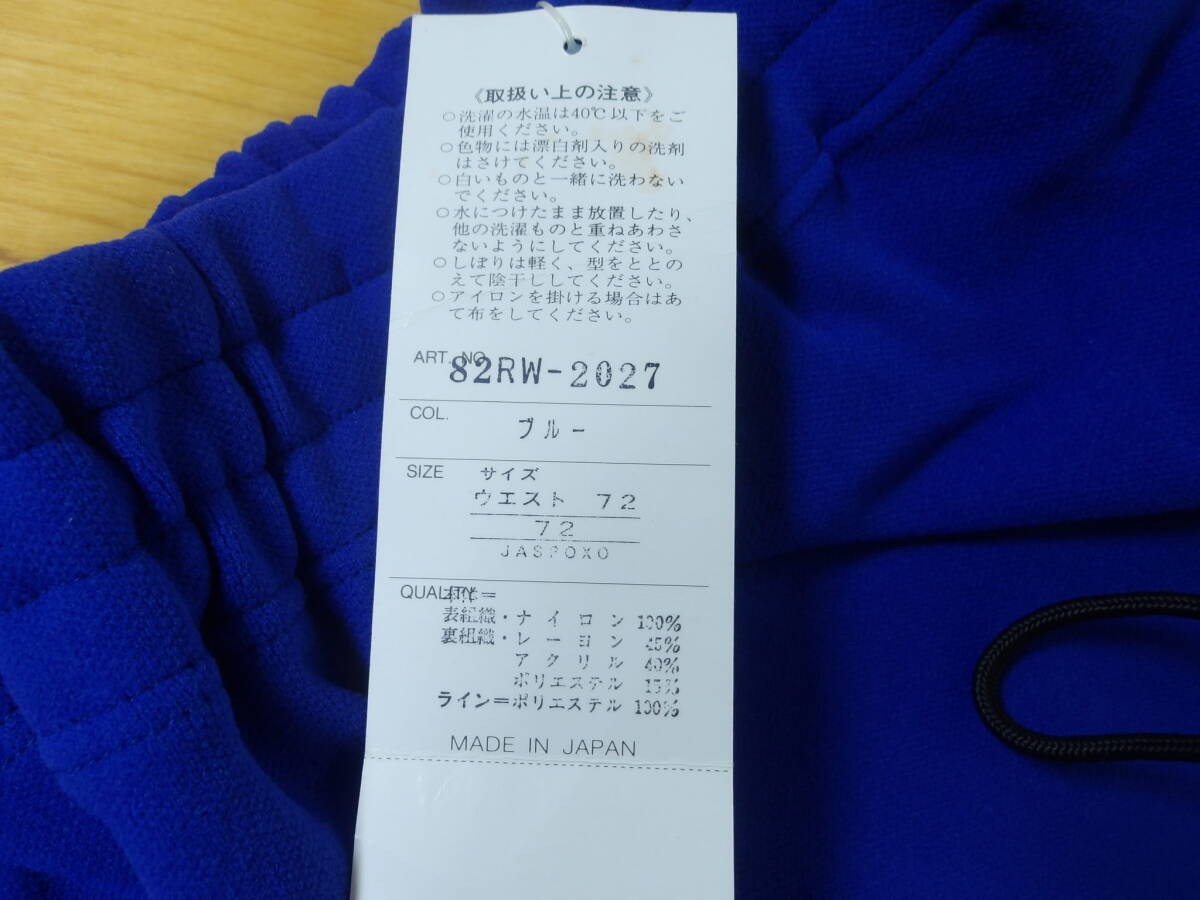 《取扱い上の注意》
○洗濯の水温は40℃以下をご
使用ください。
○色物には漂白剤入りの洗剤
はさけてください。
○白いものと一緒に洗わない
でください。
○水につけたまま放置したり、
他の洗濯ものと重ねあわさ
ないようにしてください。
○しぼりは軽く、型をととの
えて陰干ししてください。
○アイロンを掛ける場合はあ
て布をしてください。
ART. NO. 82RW-2027
COL. ブルー
SIZE サイズ
ウエスト 72
72
JASPOXO
QUALITY 本体=
表組織・ナイロン 100%
裏組織・レーヨン 45%
アクリル 40%
ポリエステル 15%
ライン=ポリエステル 100%
MADE IN JAPAN